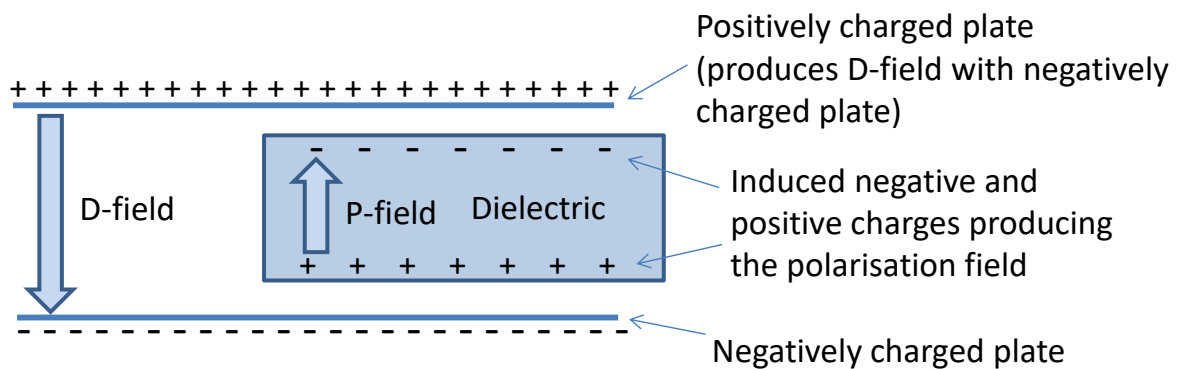 Positively charged plate
(produces D-field with negatively
charged plate)
+ + + + + + + + + + + + + + + + + + + + + + + +
- - - - - - -
Induced negative and
positive charges producing
the polarisation field
D-field
P-field Dielectric
+ + + + + + +
- - - - - - - - - - - - - - - - - - - - - - - - - - - -
Negatively charged plate